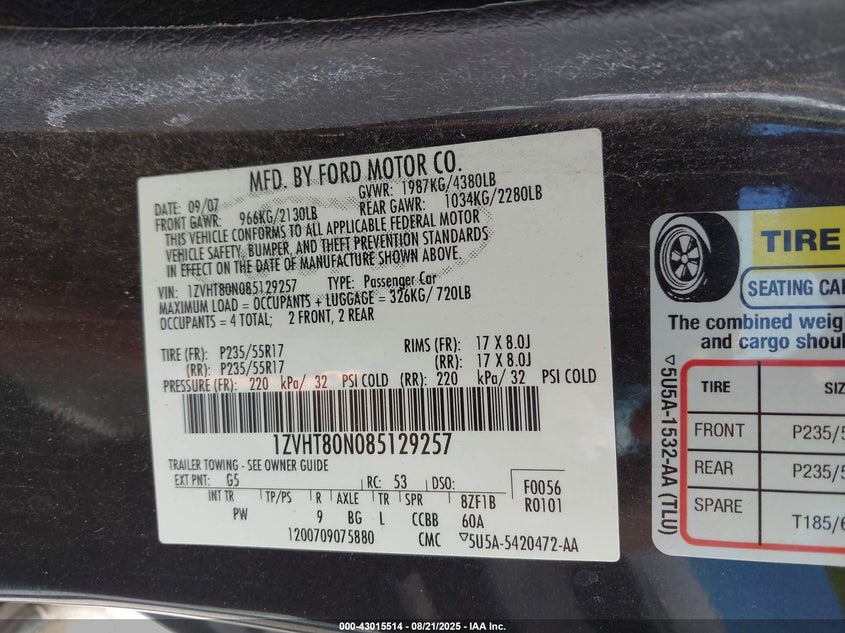 MFD. BY FORD MOTOR CO.
DATE: 09/07 GVWR: 1987KG/4380LB
FRONT GAWR: 966KG/2130LB REAR GAWR: 1034KG/2280LB
THIS VEHICLE CONFORMS TO ALL APPLICABLE FEDERAL MOTOR
VEHICLE SAFETY, BUMPER, AND THEFT PREVENTION STANDARDS
IN EFFECT ON THE DATE OF MANUFACTURE SHOWN ABOVE.
VIN: 1ZVHT80N085129257 TYPE: Passenger Car
MAXIMUM LOAD = OCCUPANTS + LUGGAGE = 326KG/720LB
OCCUPANTS = 4 TOTAL; 2 FRONT, 2 REAR
TIRE (FR): P235/55R17 RIMS (FR): 17 X 8.0J
(RR): P235/55R17 (RR): 17 X 8.0J
PRESSURE (FR): 220 kPa/ 32 PSI COLD (RR): 220 kPa/ 32 PSI COLD
1ZVHT80N085129257
TRAILER TOWING - SEE OWNER GUIDE
EXT PNT: G5 RC: 53 DSO: F0056
INT TR TP/PS R AXLE TR SPR 8ZF1B R0101
PW 9 BG L CCBB 60A
1200709075880 CMC ▽5U5A-5420472-AA
TIRE
SEATING CA
The combined weig
and cargo shou
TIRE SIZ
FRONT P235/5
REAR P235/5
SPARE T185/6
▽5U5A-1532-AA (TLU)
000-43015514 - 08/21/2025 - IAA Inc.